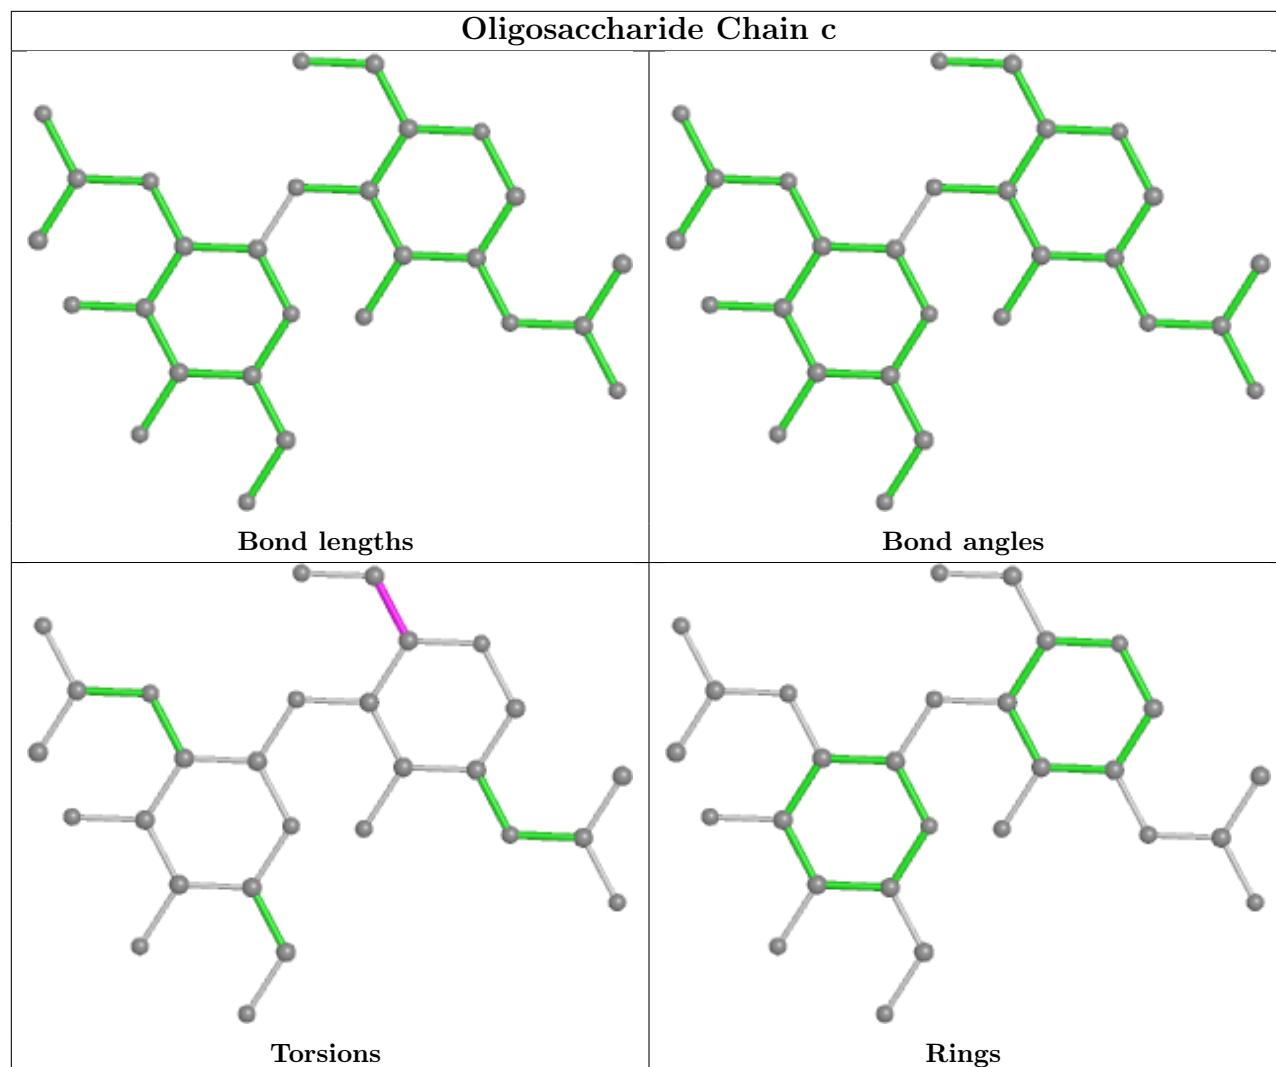 Oligosaccharide Chain c
Bond lengths
Bond angles
Torsions
Rings